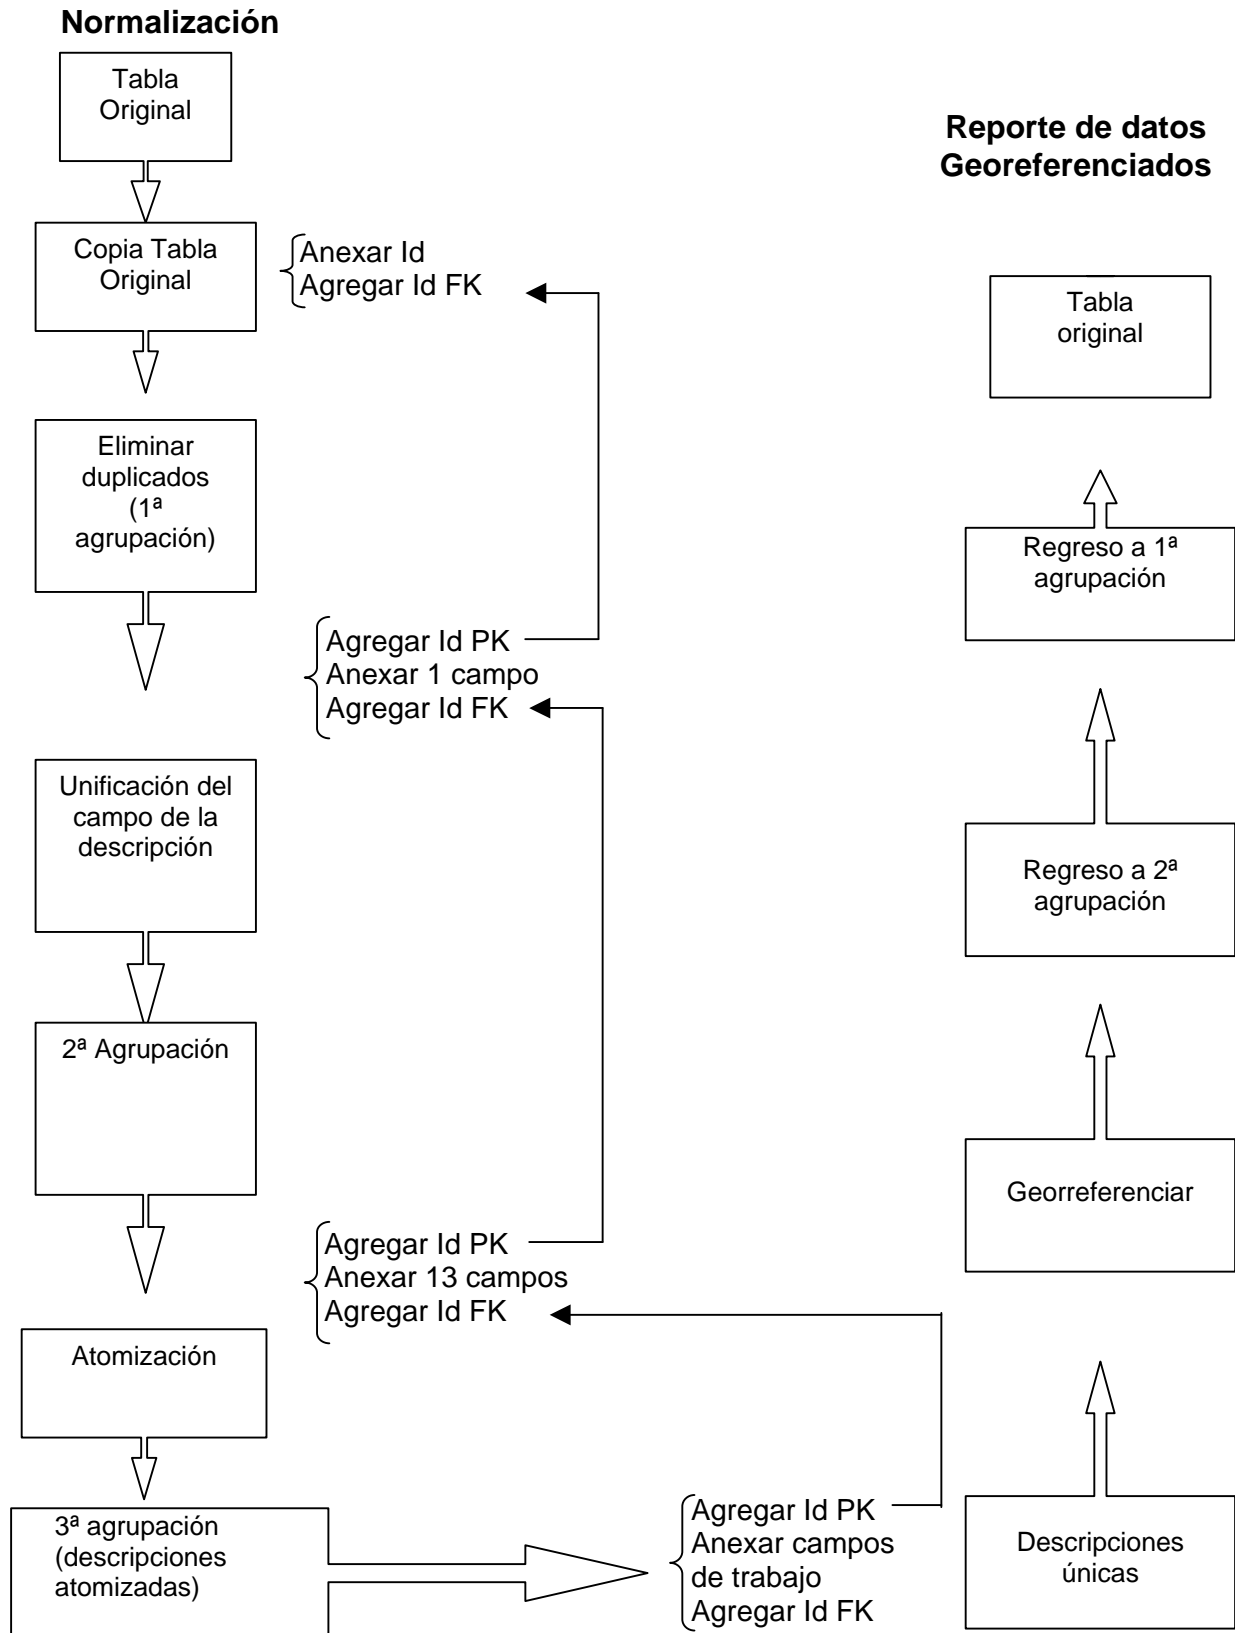 Normalización
Tabla
Original
Copia Tabla
Original
Anexar Id
Agregar Id FK
Eliminar
duplicados
(1ª
agrupación)
Agregar Id PK
Anexar 1 campo
Agregar Id FK
Unificación del
campo de la
descripción
2ª Agrupación
Agregar Id PK
Anexar 13 campos
Agregar Id FK
Atomización
3ª agrupación
(descripciones
atomizadas)
Agregar Id PK
Anexar campos
de trabajo
Agregar Id FK
Reporte de datos
Georeferenciados
Tabla
original
Regreso a 1ª
agrupación
Regreso a 2ª
agrupación
Georreferenciar
Descripciones
únicas